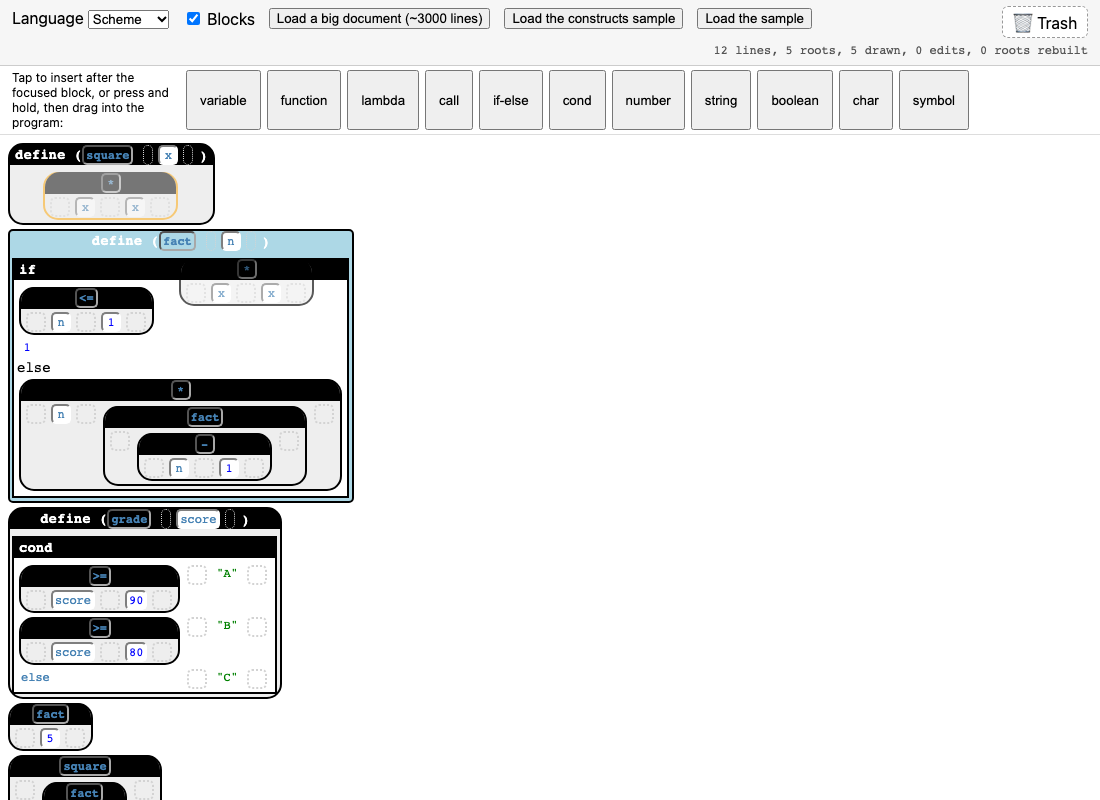 Language Scheme Blocks Load a big document (~3000 lines) Load the constructs sample Load the sample Trash
12 lines, 5 roots, 5 drawn, 0 edits, 0 roots rebuilt
Tap to insert after the
focused block, or press and
hold, then drag into the
program:
variable function lambda call if-else cond number string boolean char symbol
define (square x )
*
x x
define (fact n )
if *
x x
<=
n 1
1
else
*
n fact
-
n 1
define (grade score )
cond
>= "A"
score 90
>= "B"
score 80
else "C"
fact
5
square
fact